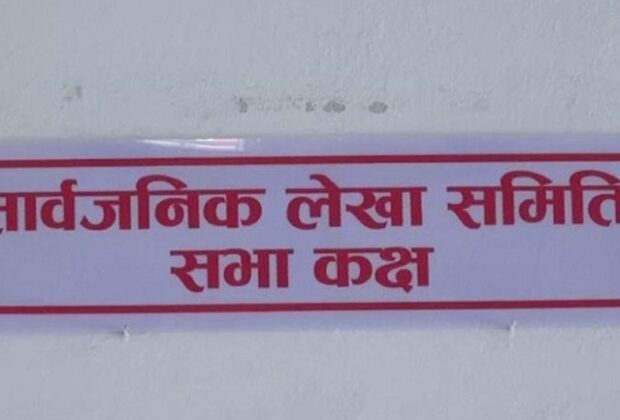 सार्वजनिक लेखा समिति
सभा कक्ष